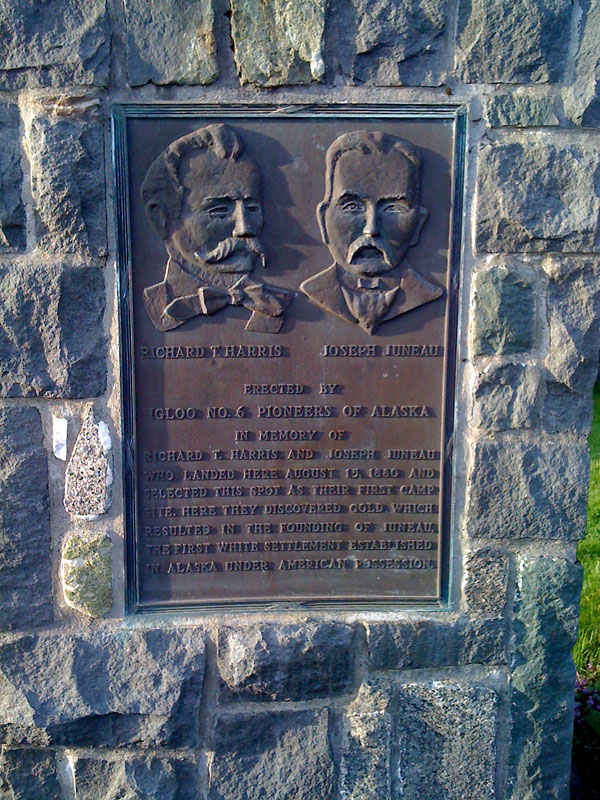 RICHARD T. HARRIS JOSEPH JUNEAU
ERECTED BY
IGLOO NO. 6 PIONEERS OF ALASKA
IN MEMORY OF
RICHARD T. HARRIS AND JOSEPH JUNEAU
WHO LANDED HERE AUGUST 15, 1880 AND
SELECTED THIS SPOT AS THEIR FIRST CAMP
SITE. HERE THEY DISCOVERED GOLD WHICH
RESULTED IN THE FOUNDING OF JUNEAU,
THE FIRST WHITE SETTLEMENT ESTABLISHED
IN ALASKA UNDER AMERICAN POSSESSION.